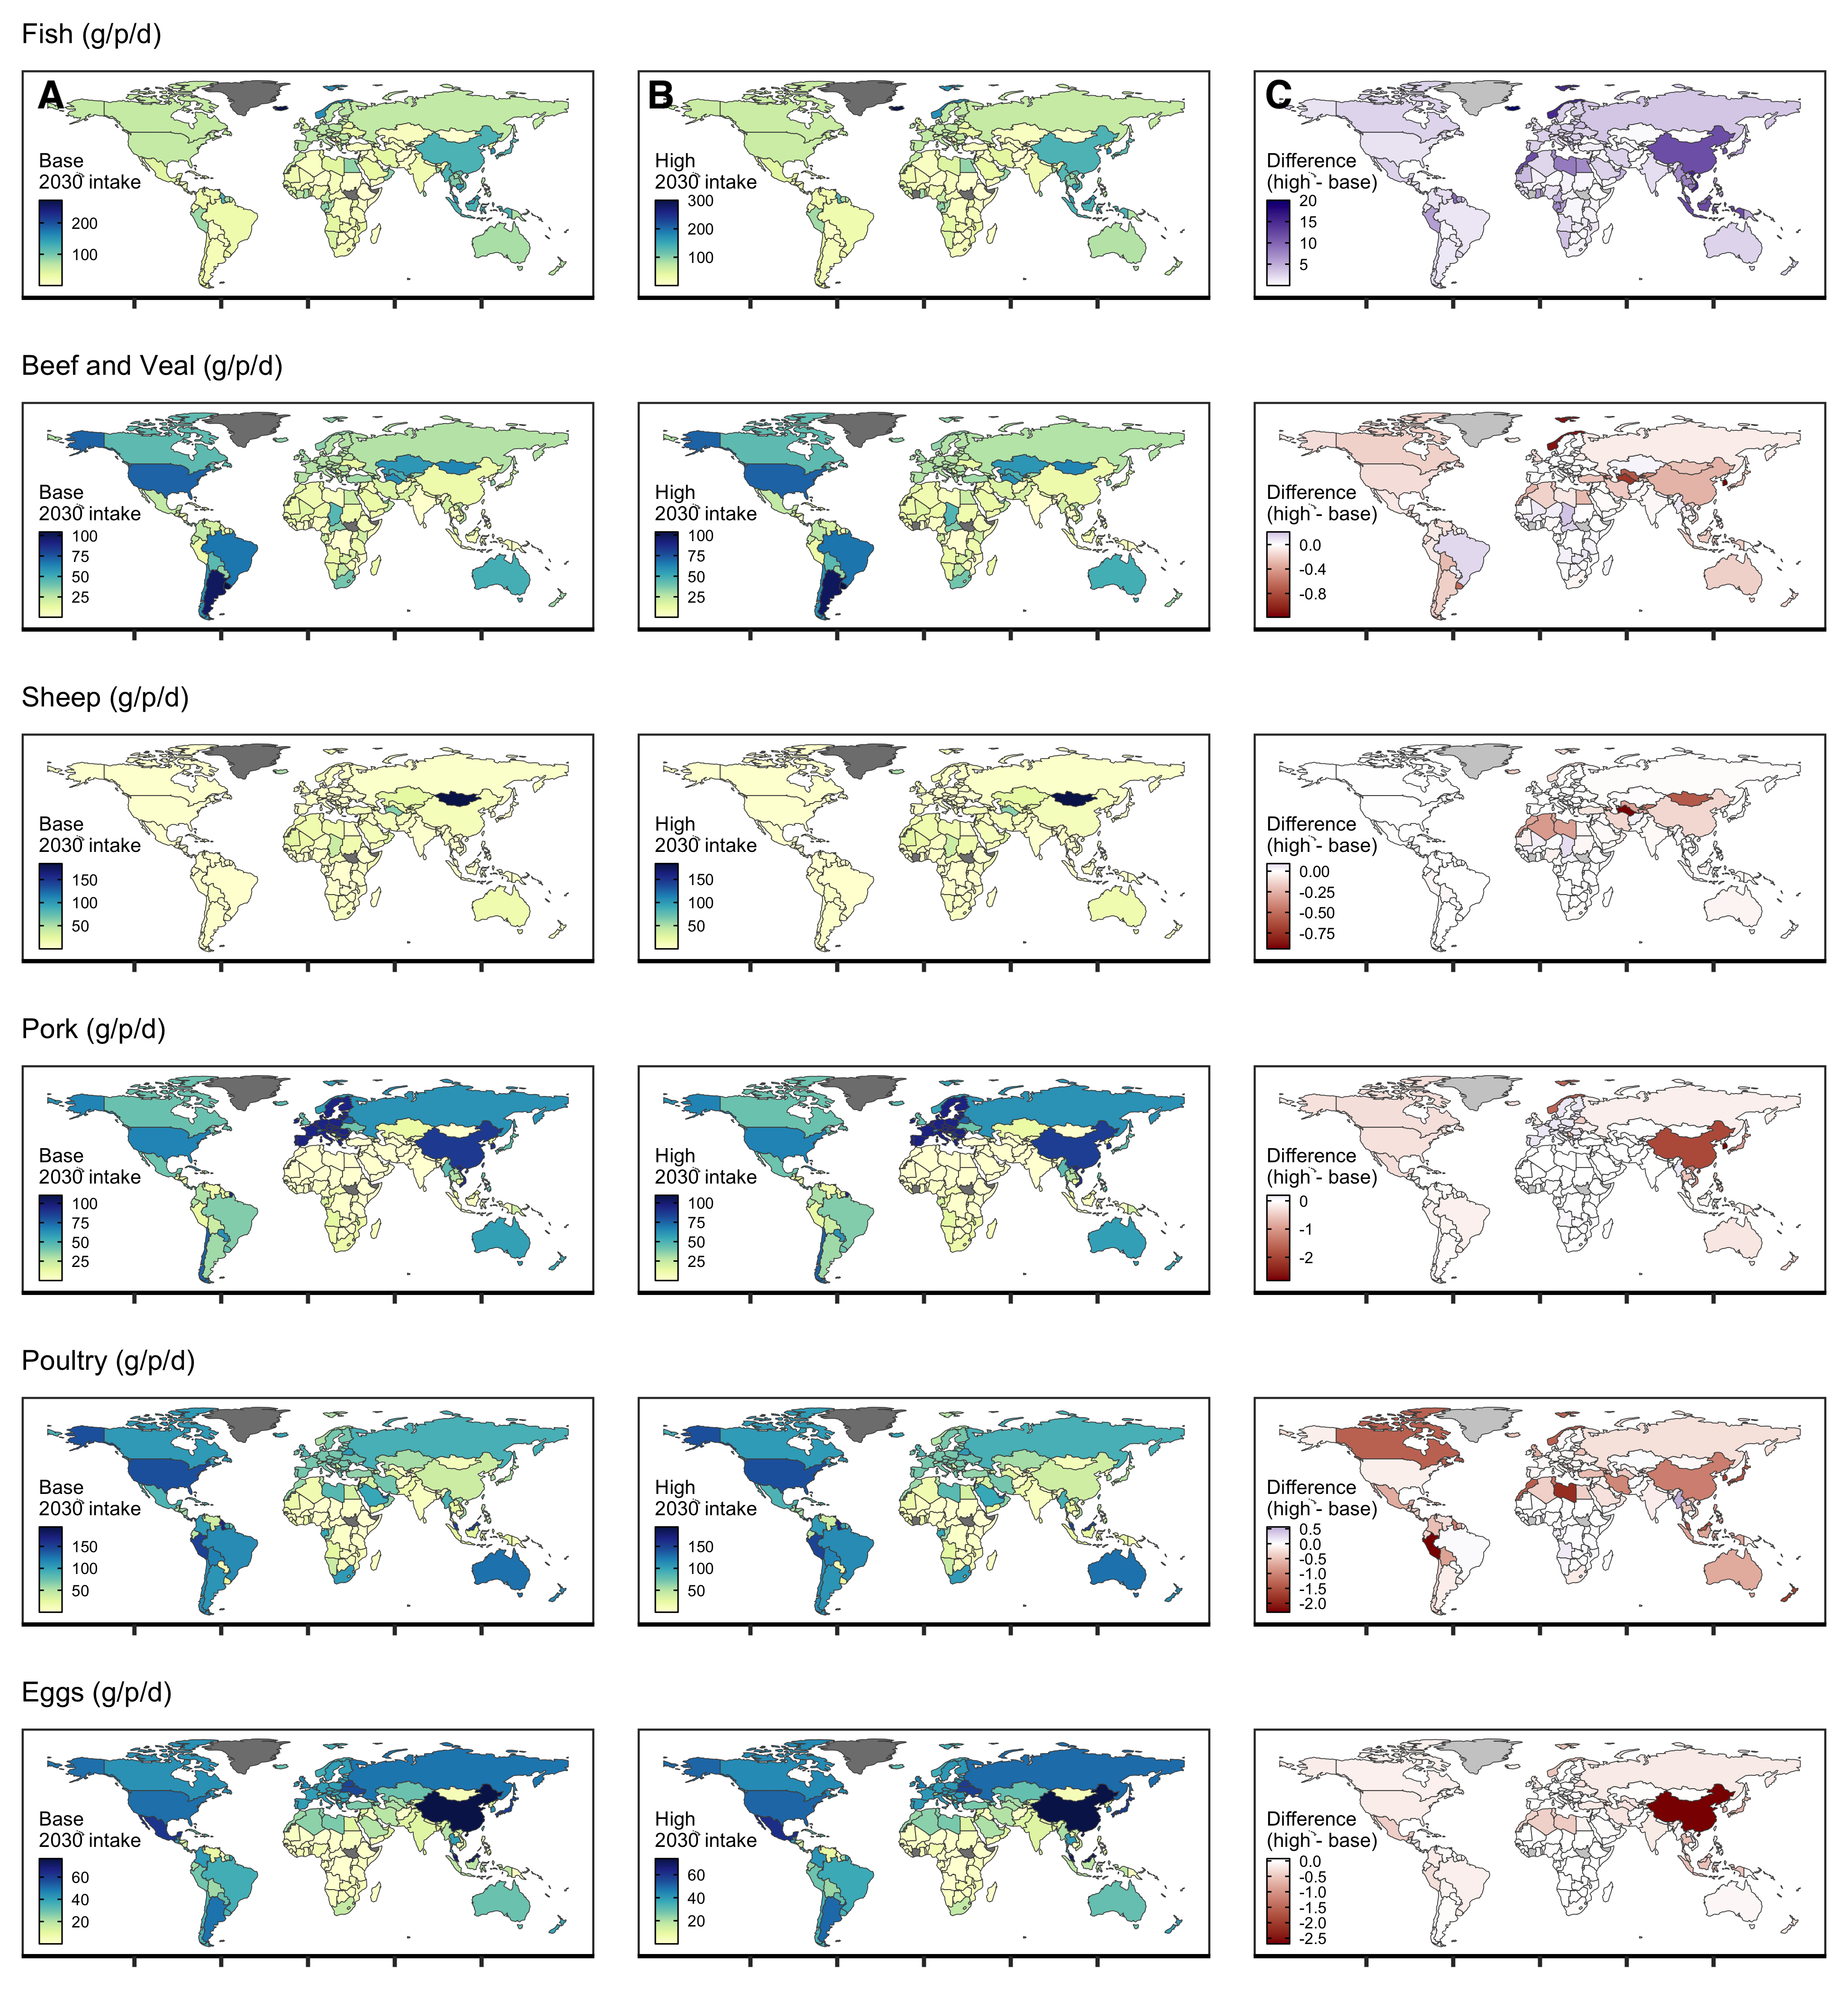 Fish (g/p/d)
A
Base
2030 intake
200
100
B
High
2030 intake
300
200
100
C
Difference
(high - base)
20
15
10
5
Beef and Veal (g/p/d)
Base
2030 intake
100
75
50
25
High
2030 intake
100
75
50
25
Difference
(high - base)
0.0
-0.4
-0.8
Sheep (g/p/d)
Base
2030 intake
150
100
50
High
2030 intake
150
100
50
Difference
(high - base)
0.00
-0.25
-0.50
-0.75
Pork (g/p/d)
Base
2030 intake
100
75
50
25
High
2030 intake
100
75
50
25
Difference
(high - base)
0
-1
-2
Poultry (g/p/d)
Base
2030 intake
150
100
50
High
2030 intake
150
100
50
Difference
(high - base)
0.5
0.0
-0.5
-1.0
-1.5
-2.0
Eggs (g/p/d)
Base
2030 intake
60
40
20
High
2030 intake
60
40
20
Difference
(high - base)
0.0
-0.5
-1.0
-1.5
-2.0
-2.5